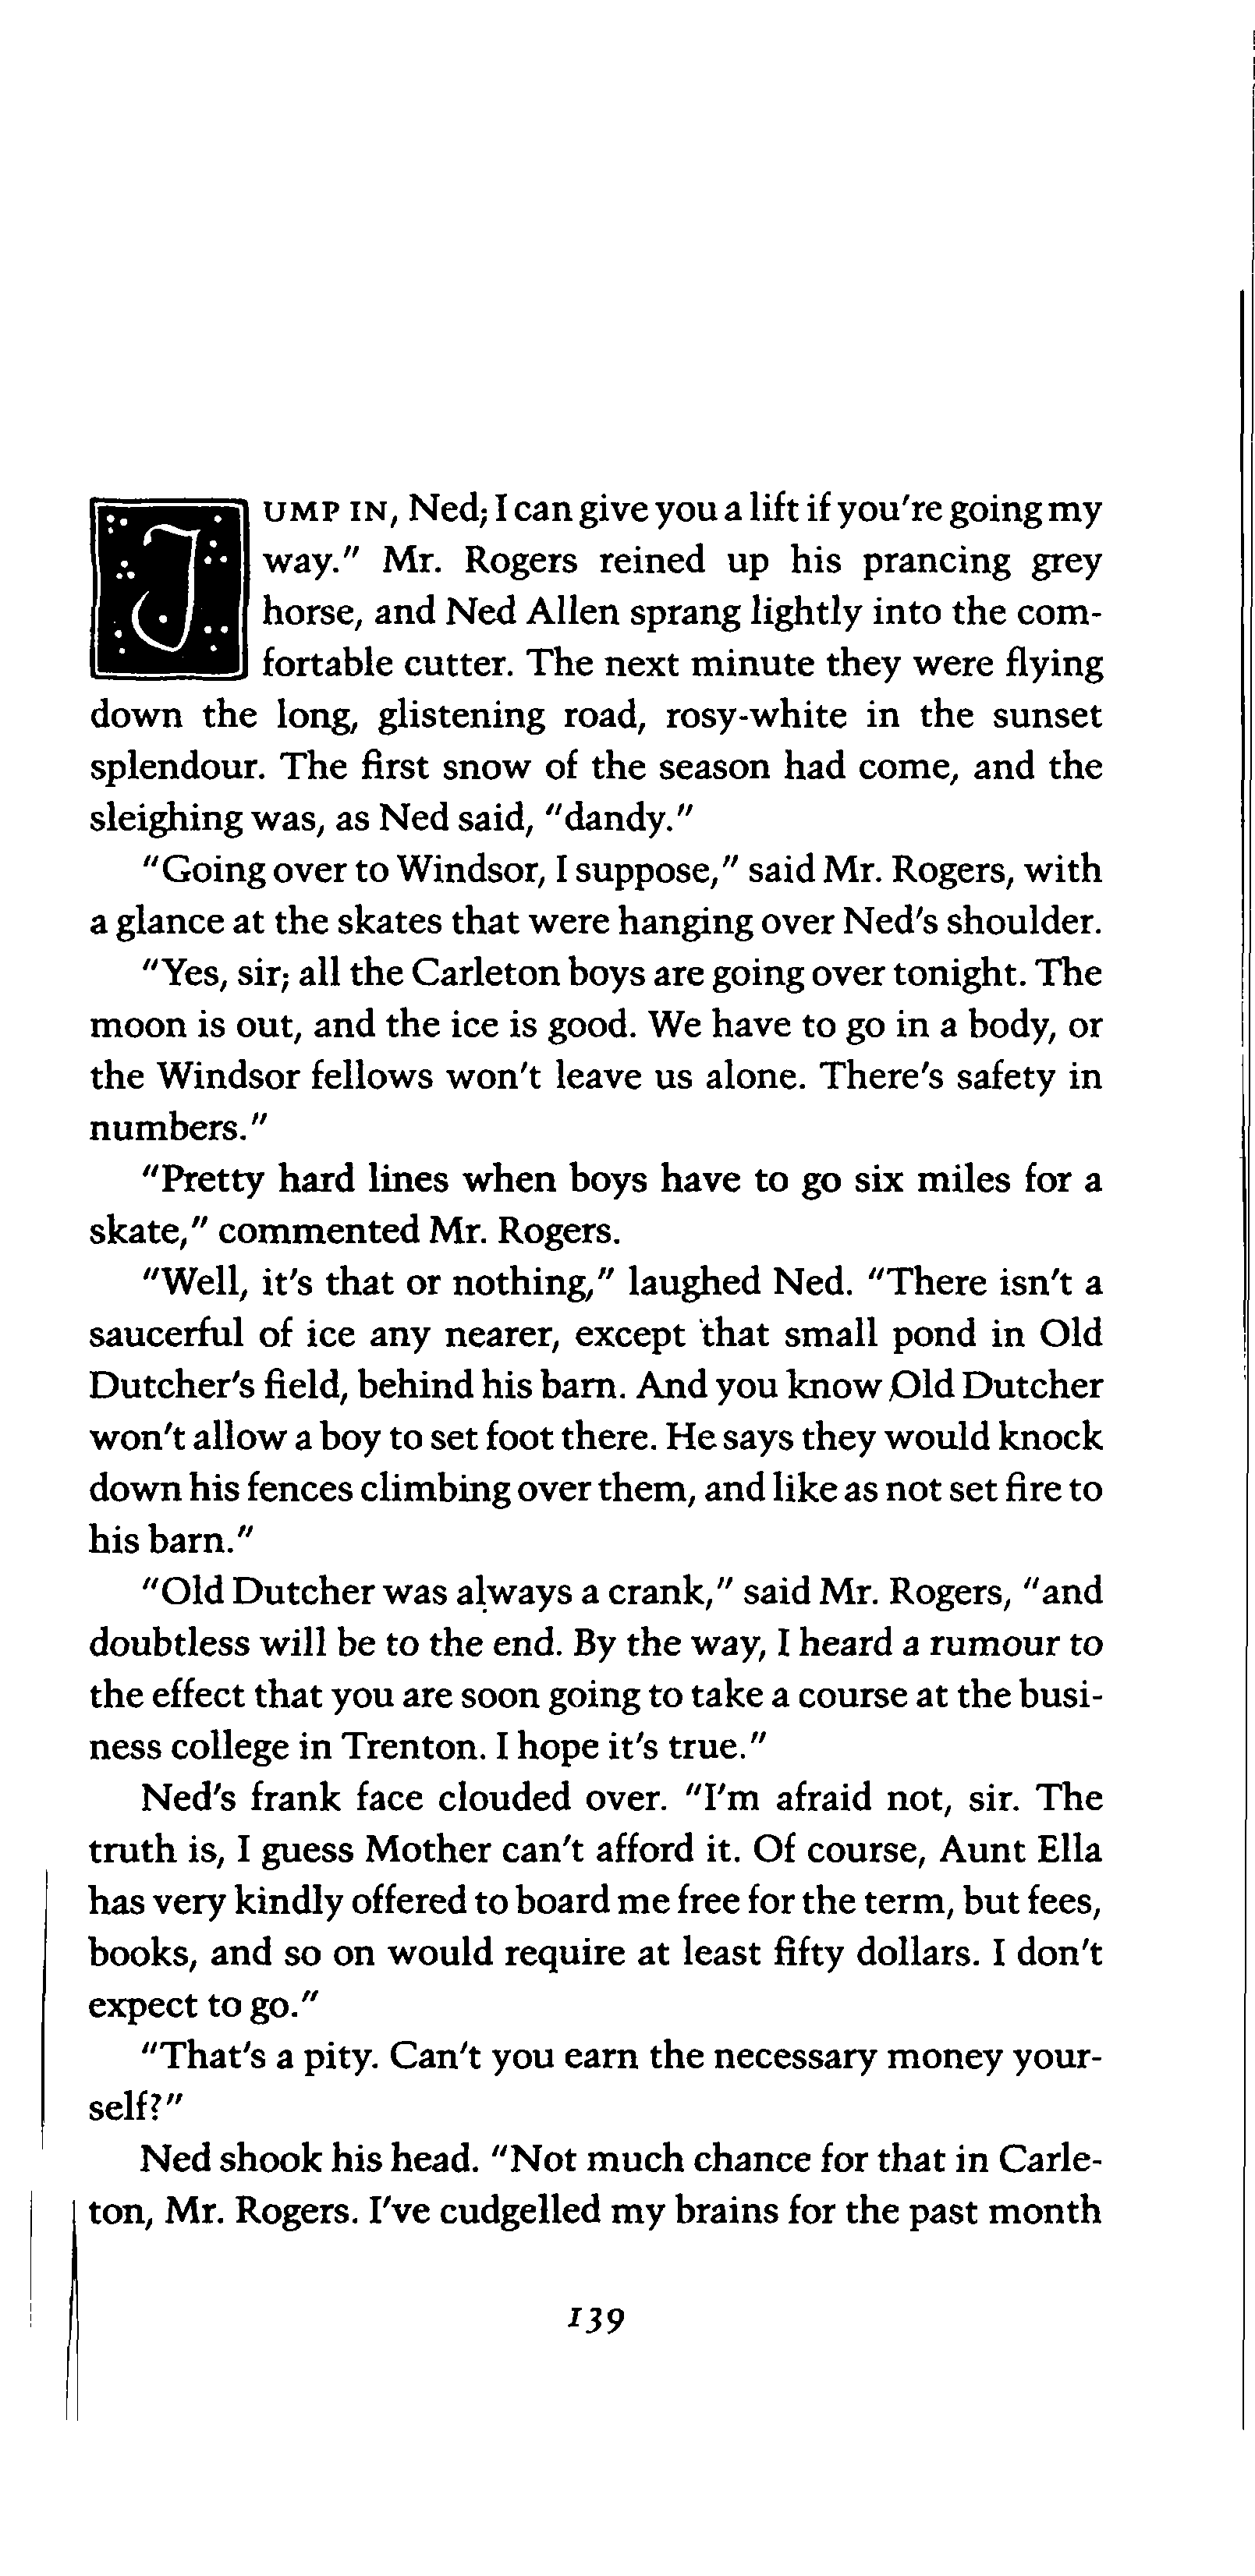 JUMP IN, Ned; I can give you a lift if you're going my
way." Mr. Rogers reined up his prancing grey
horse, and Ned Allen sprang lightly into the com-
fortable cutter. The next minute they were flying
down the long, glistening road, rosy-white in the sunset
splendour. The first snow of the season had come, and the
sleighing was, as Ned said, "dandy."
"Going over to Windsor, I suppose," said Mr. Rogers, with
a glance at the skates that were hanging over Ned's shoulder.
"Yes, sir; all the Carleton boys are going over tonight. The
moon is out, and the ice is good. We have to go in a body, or
the Windsor fellows won't leave us alone. There's safety in
numbers."
"Pretty hard lines when boys have to go six miles for a
skate," commented Mr. Rogers.
"Well, it's that or nothing," laughed Ned. "There isn't a
saucerful of ice any nearer, except that small pond in Old
Dutcher's field, behind his barn. And you know Old Dutcher
won't allow a boy to set foot there. He says they would knock
down his fences climbing over them, and like as not set fire to
his barn."
"Old Dutcher was always a crank," said Mr. Rogers, "and
doubtless will be to the end. By the way, I heard a rumour to
the effect that you are soon going to take a course at the busi-
ness college in Trenton. I hope it's true."
Ned's frank face clouded over. "I'm afraid not, sir. The
truth is, I guess Mother can't afford it. Of course, Aunt Ella
has very kindly offered to board me free for the term, but fees,
books, and so on would require at least fifty dollars. I don't
expect to go."
"That's a pity. Can't you earn the necessary money your-
self?"
Ned shook his head. "Not much chance for that in Carle-
ton, Mr. Rogers. I've cudgelled my brains for the past month
139